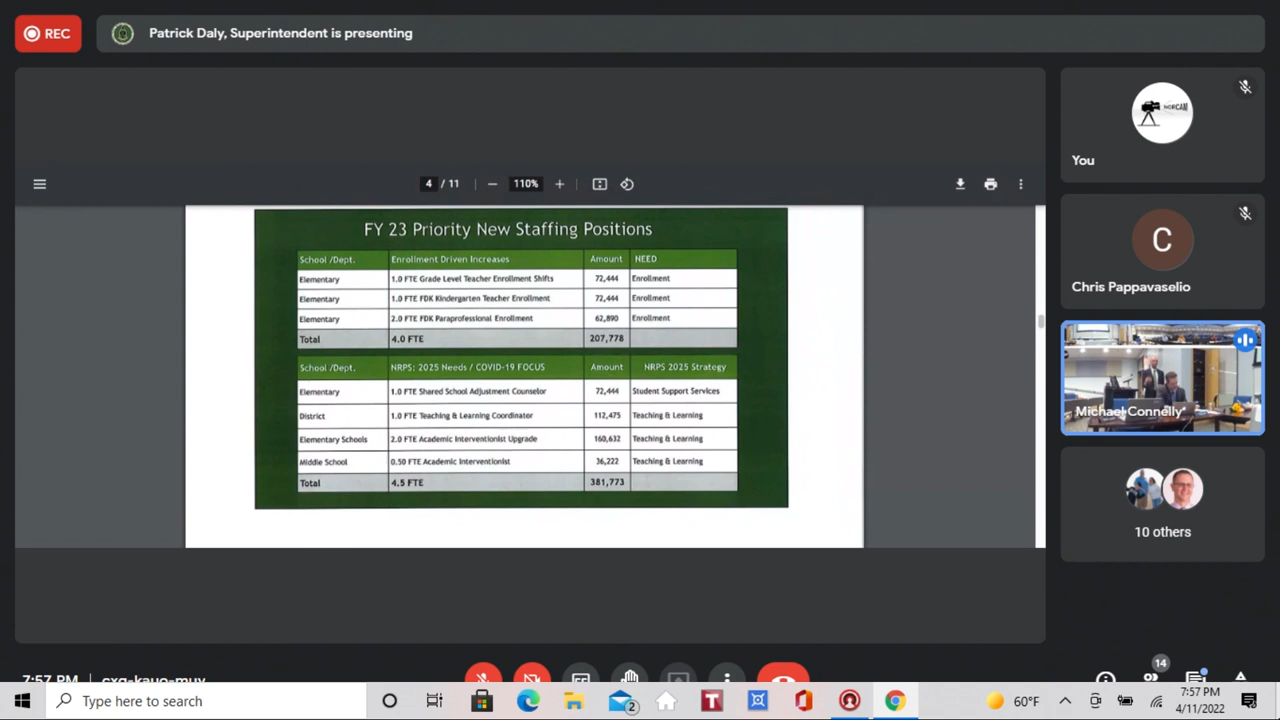 REC
Patrick Daly, Superintendent is presenting
4 / 11 110%
FY 23 Priority New Staffing Positions
School /Dept. Enrollment Driven Increases Amount NEED
Elementary 1.0 FTE Grade Level Teacher Enrollment Shifts 72,444 Enrollment
Elementary 1.0 FTE FDK Kindergarten Teacher Enrollment 72,444 Enrollment
Elementary 2.0 FTE FDK Paraprofessional Enrollment 62,890 Enrollment
Total 4.0 FTE 207,778
School /Dept. NRPS: 2025 Needs / COVID-19 FOCUS Amount NRPS 2025 Strategy
Elementary 1.0 FTE Shared School Adjustment Counselor 72,444 Student Support Services
District 1.0 FTE Teaching & Learning Coordinator 112,475 Teaching & Learning
Elementary Schools 2.0 FTE Academic Interventionist Upgrade 160,632 Teaching & Learning
Middle School 0.50 FTE Academic Interventionist 36,222 Teaching & Learning
Total 4.5 FTE 381,773
NORCAM
You
C
Chris Pappavaselio
Michael Connelly
10 others
7:57 PM
14
Type here to search
2
T
60°F
7:57 PM
4/11/2022